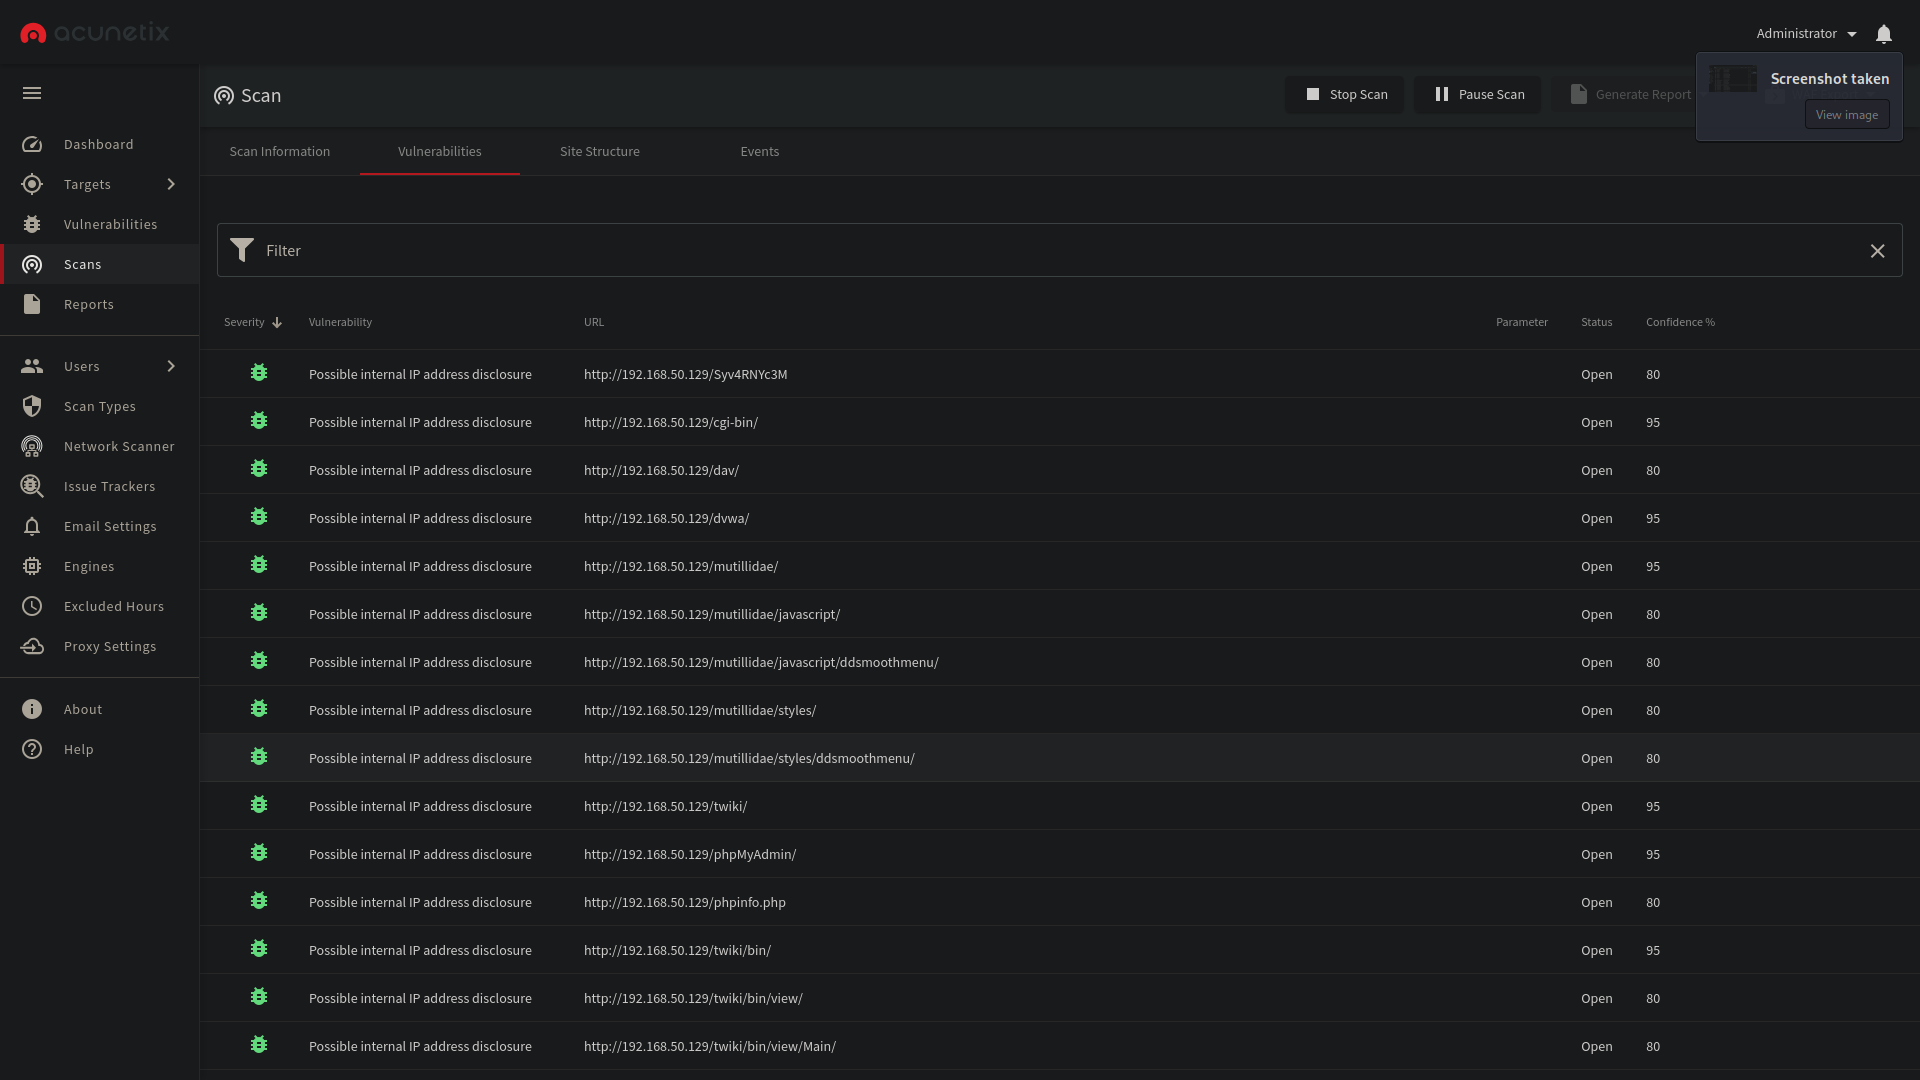 acunetix
Administrator
Screenshot taken
View image
Scan
Stop Scan
Pause Scan
Generate Report
Dashboard
Targets
Vulnerabilities
Scans
Reports
Users
Scan Types
Network Scanner
Issue Trackers
Email Settings
Engines
Excluded Hours
Proxy Settings
About
Help
Scan Information Vulnerabilities Site Structure Events
Filter
Severity Vulnerability URL Parameter Status Confidence %
Possible internal IP address disclosure http://192.168.50.129/Syv4RNYc3M Open 80
Possible internal IP address disclosure http://192.168.50.129/cgi-bin/ Open 95
Possible internal IP address disclosure http://192.168.50.129/dav/ Open 80
Possible internal IP address disclosure http://192.168.50.129/dvwa/ Open 95
Possible internal IP address disclosure http://192.168.50.129/mutillidae/ Open 95
Possible internal IP address disclosure http://192.168.50.129/mutillidae/javascript/ Open 80
Possible internal IP address disclosure http://192.168.50.129/mutillidae/javascript/ddsmoothmenu/ Open 80
Possible internal IP address disclosure http://192.168.50.129/mutillidae/styles/ Open 80
Possible internal IP address disclosure http://192.168.50.129/mutillidae/styles/ddsmoothmenu/ Open 80
Possible internal IP address disclosure http://192.168.50.129/twiki/ Open 95
Possible internal IP address disclosure http://192.168.50.129/phpMyAdmin/ Open 95
Possible internal IP address disclosure http://192.168.50.129/phpinfo.php Open 80
Possible internal IP address disclosure http://192.168.50.129/twiki/bin/ Open 95
Possible internal IP address disclosure http://192.168.50.129/twiki/bin/view/ Open 80
Possible internal IP address disclosure http://192.168.50.129/twiki/bin/view/Main/ Open 80